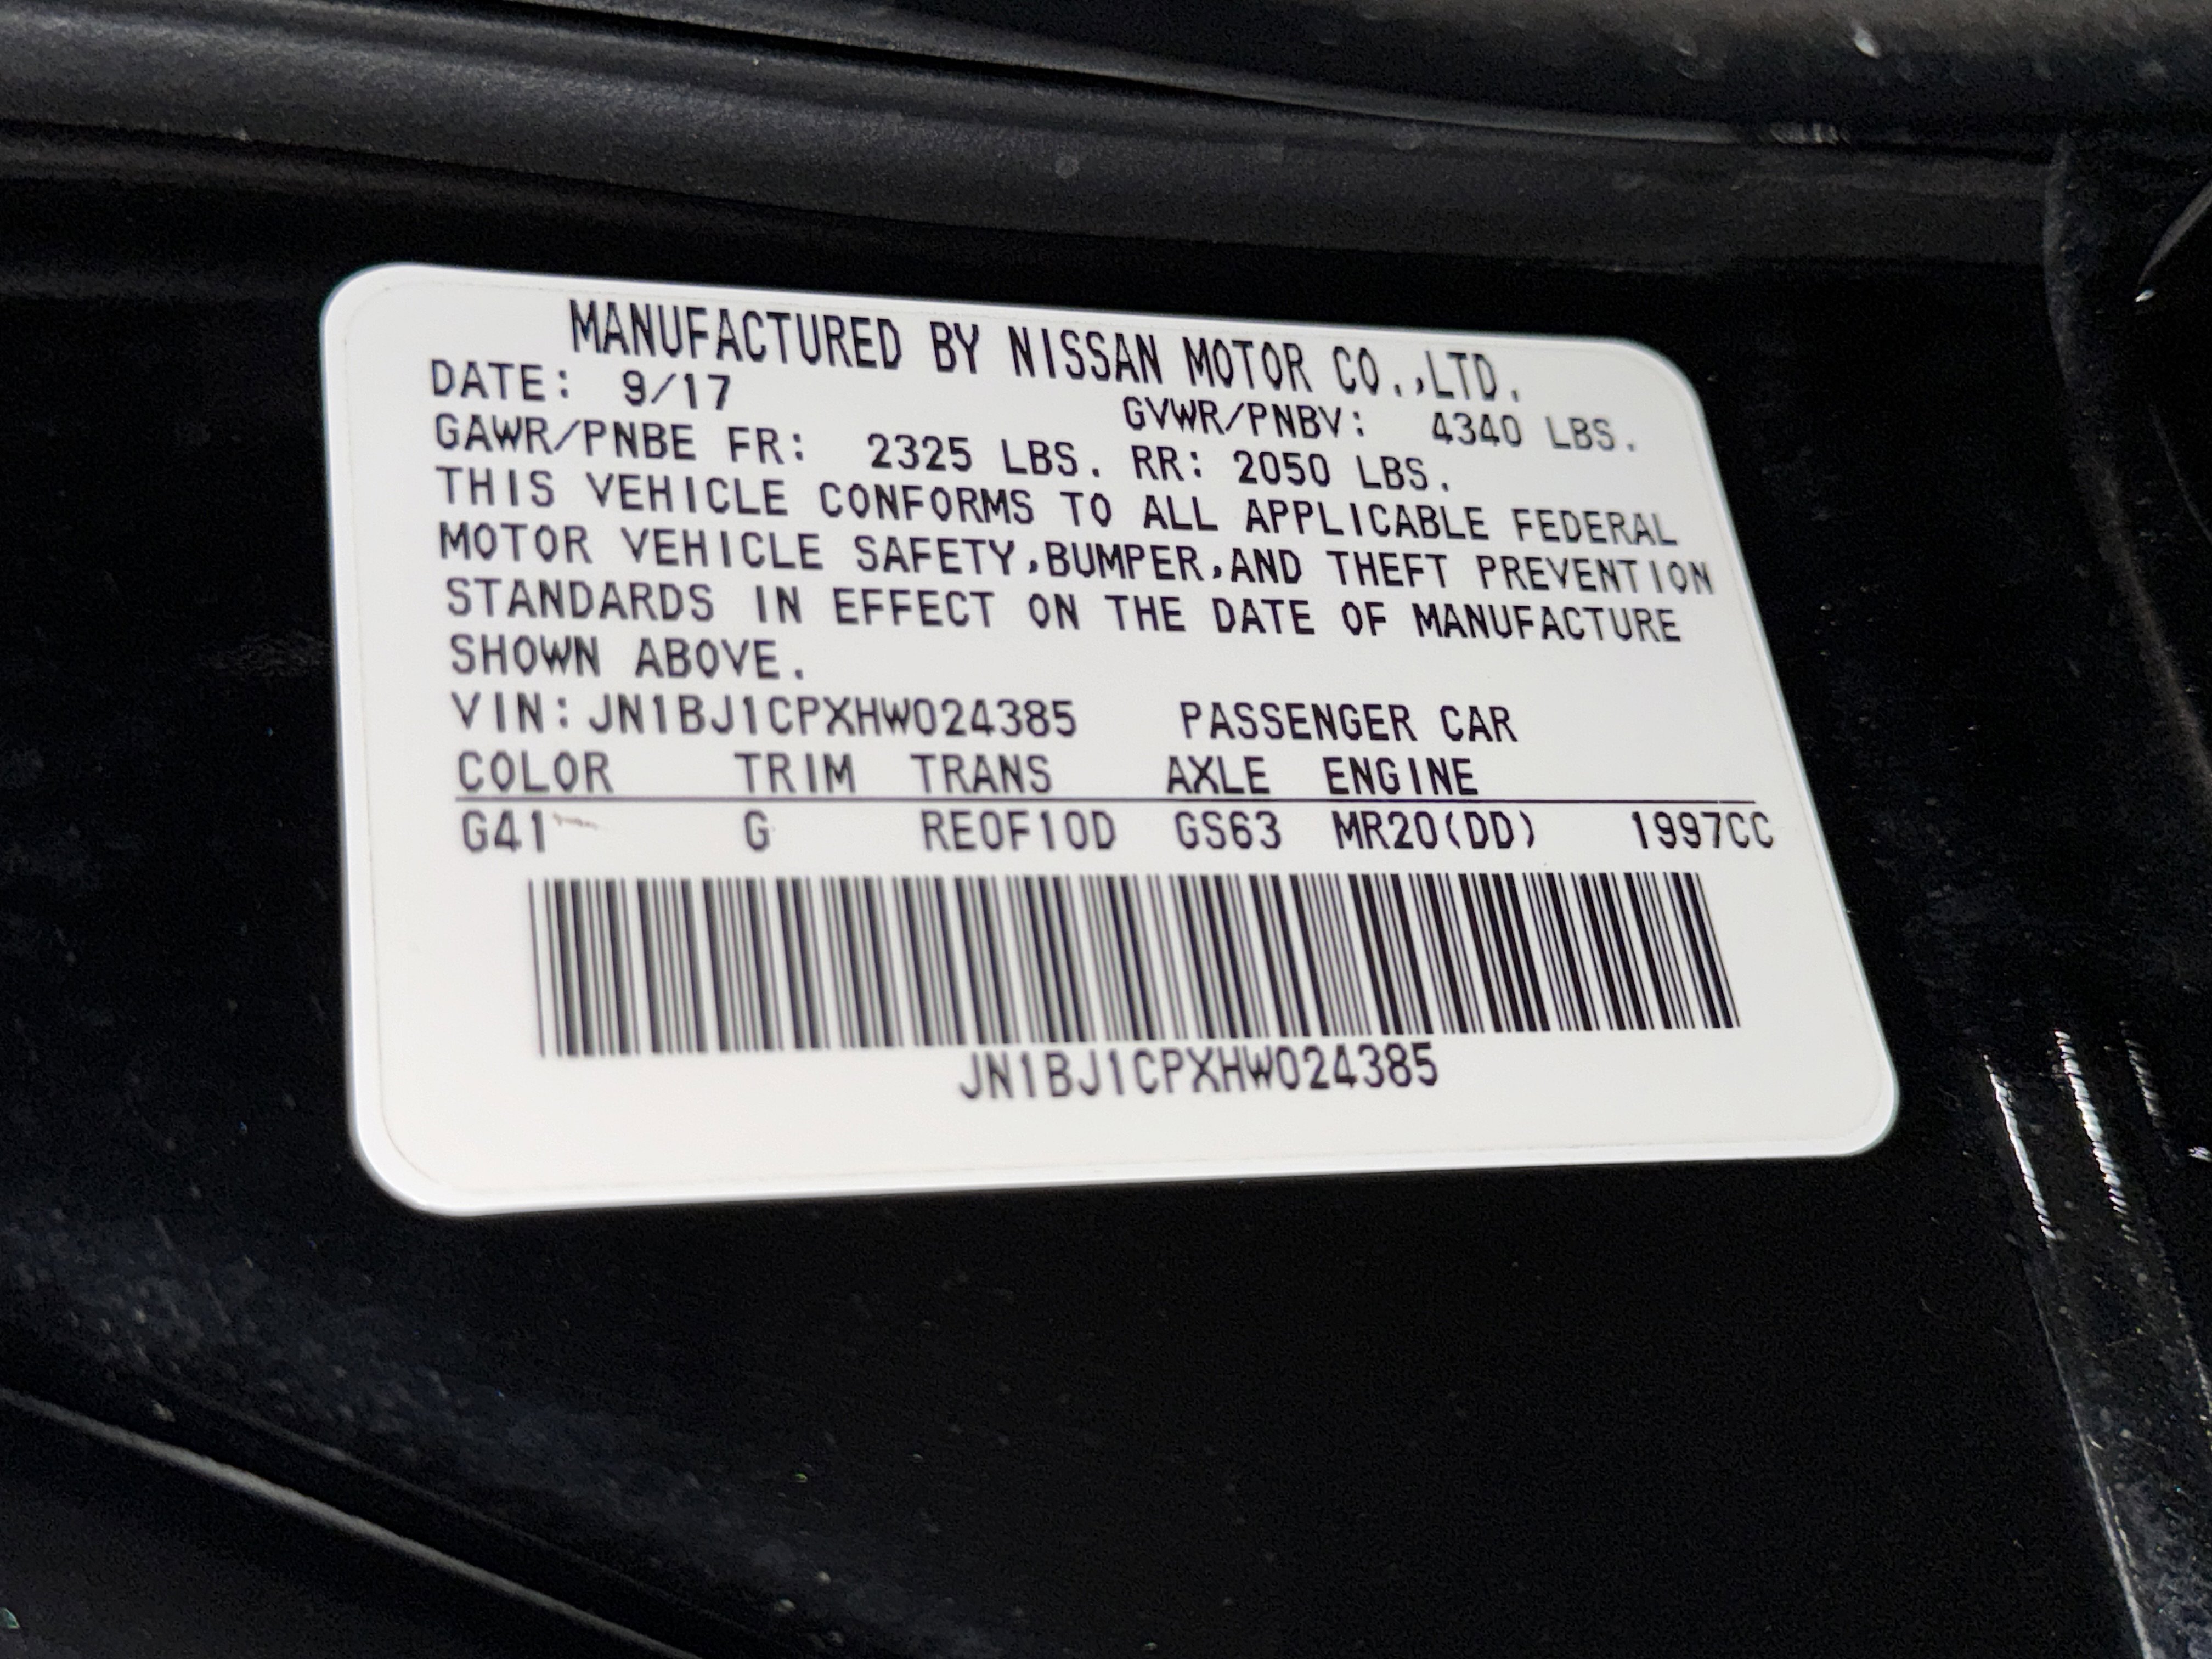 MANUFACTURED BY NISSAN MOTOR CO.,LTD.
DATE: 9/17 GVWR/PNBV: 4340 LBS.
GAWR/PNBE FR: 2325 LBS. RR: 2050 LBS.
THIS VEHICLE CONFORMS TO ALL APPLICABLE FEDERAL
MOTOR VEHICLE SAFETY,BUMPER,AND THEFT PREVENTION
STANDARDS IN EFFECT ON THE DATE OF MANUFACTURE
SHOWN ABOVE.
VIN:JN1BJ1CPXHW024385 PASSENGER CAR
COLOR TRIM TRANS AXLE ENGINE
G41 G RE0F10D GS63 MR20(DD) 1997CC
JN1BJ1CPXHW024385